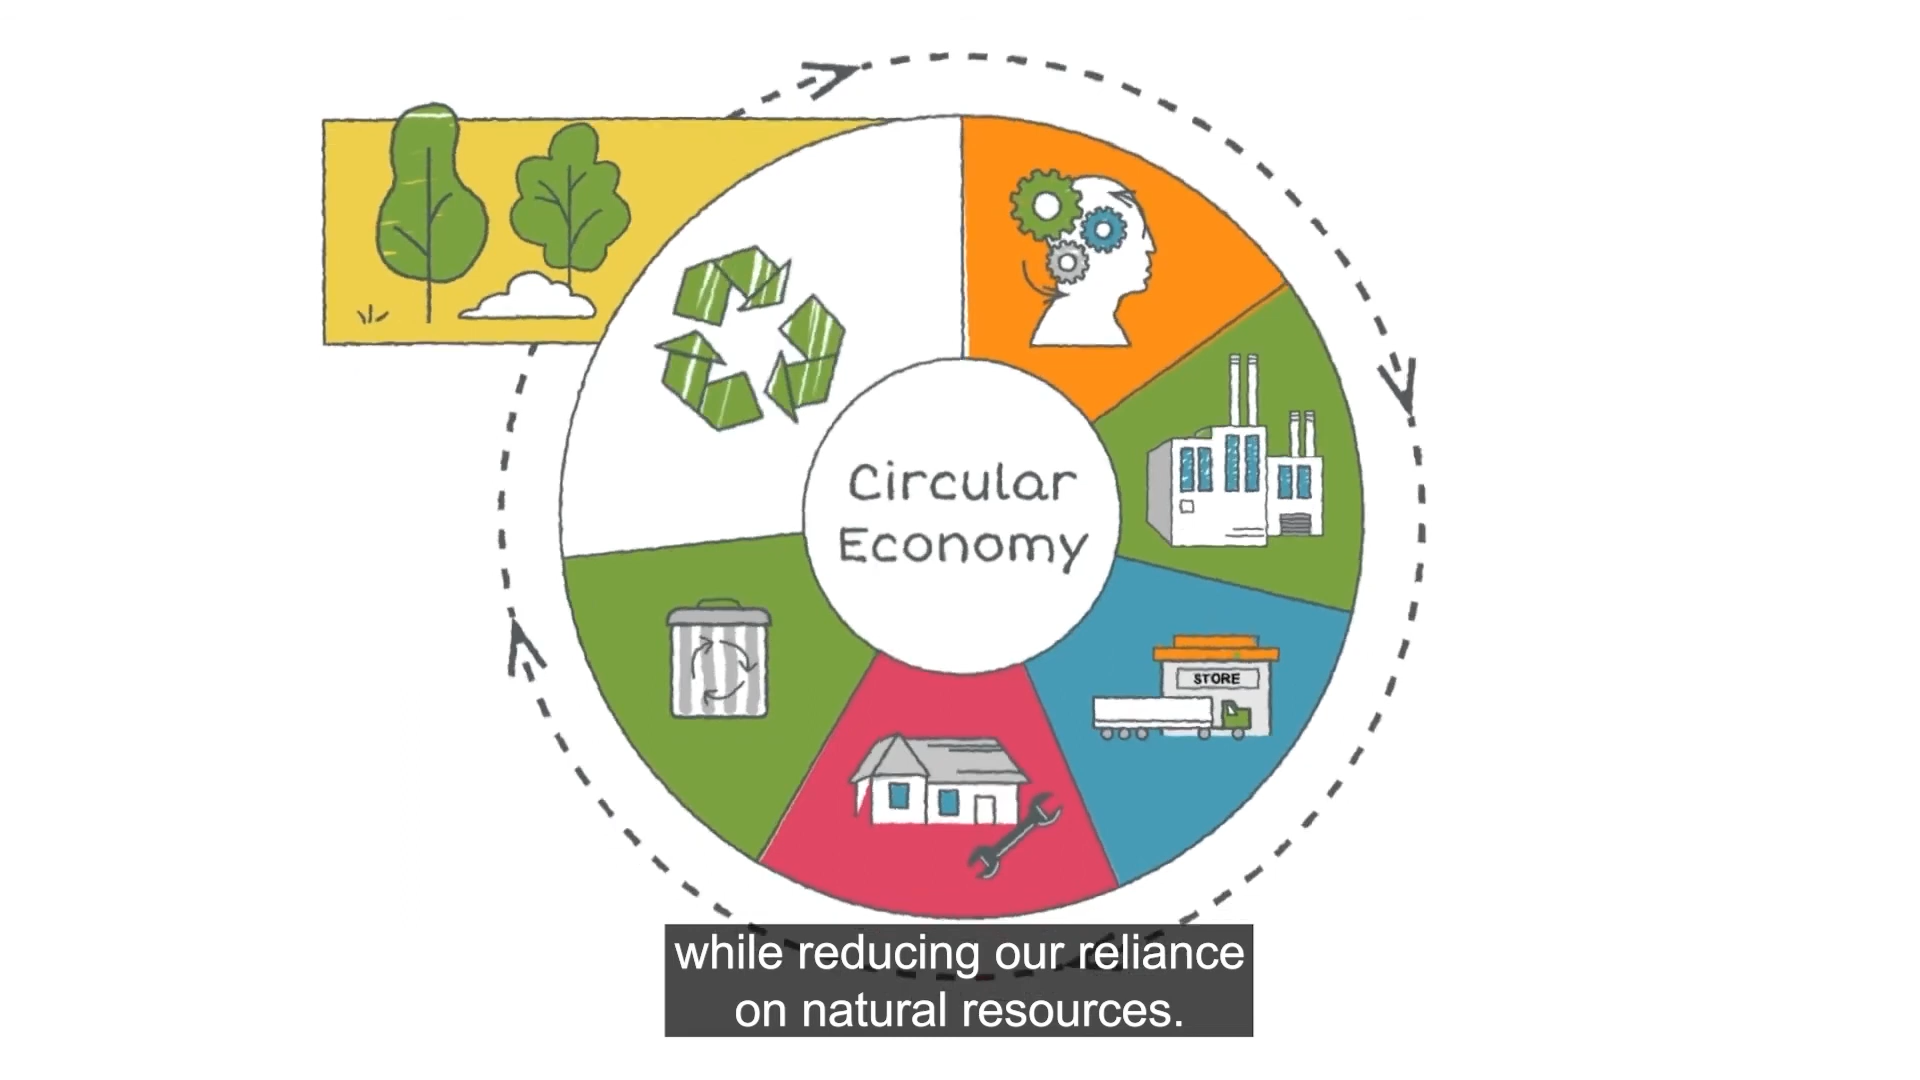 Circular
Economy
STORE
while reducing our reliance
on natural resources.